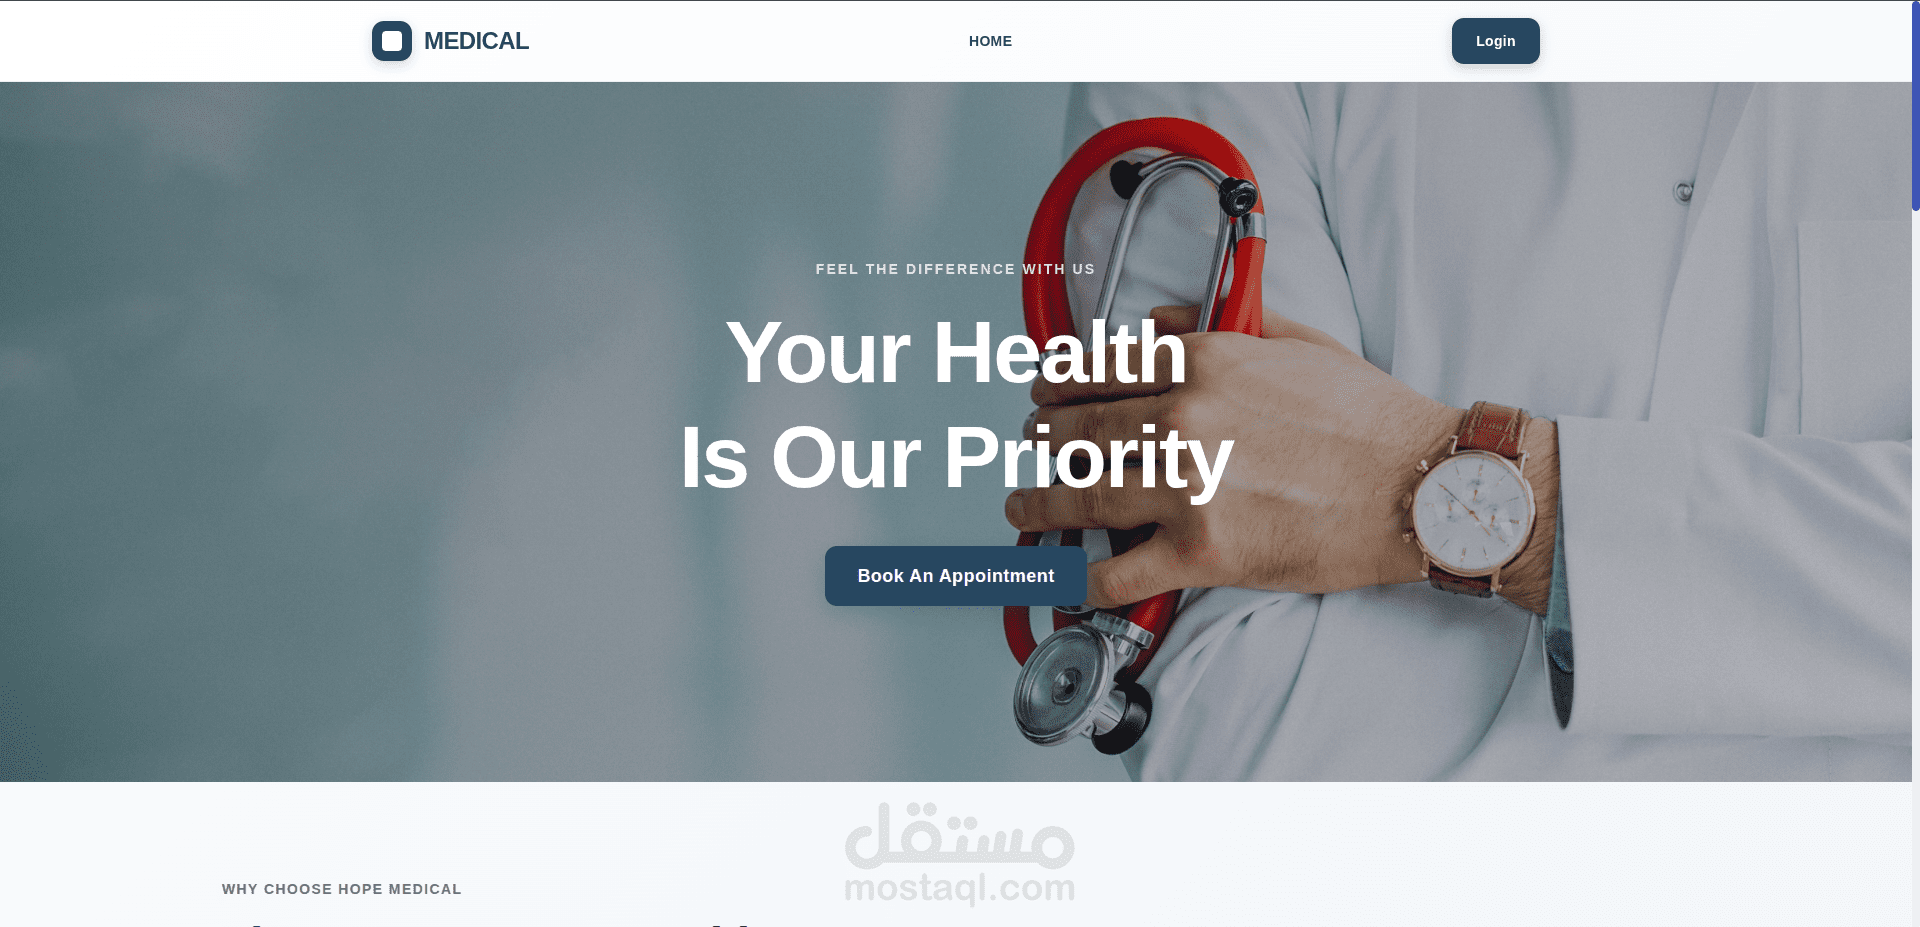 MEDICAL
HOME
Login
FEEL THE DIFFERENCE WITH US
Your Health
Is Our Priority
Book An Appointment
مستقل
mostaql.com
WHY CHOOSE HOPE MEDICAL